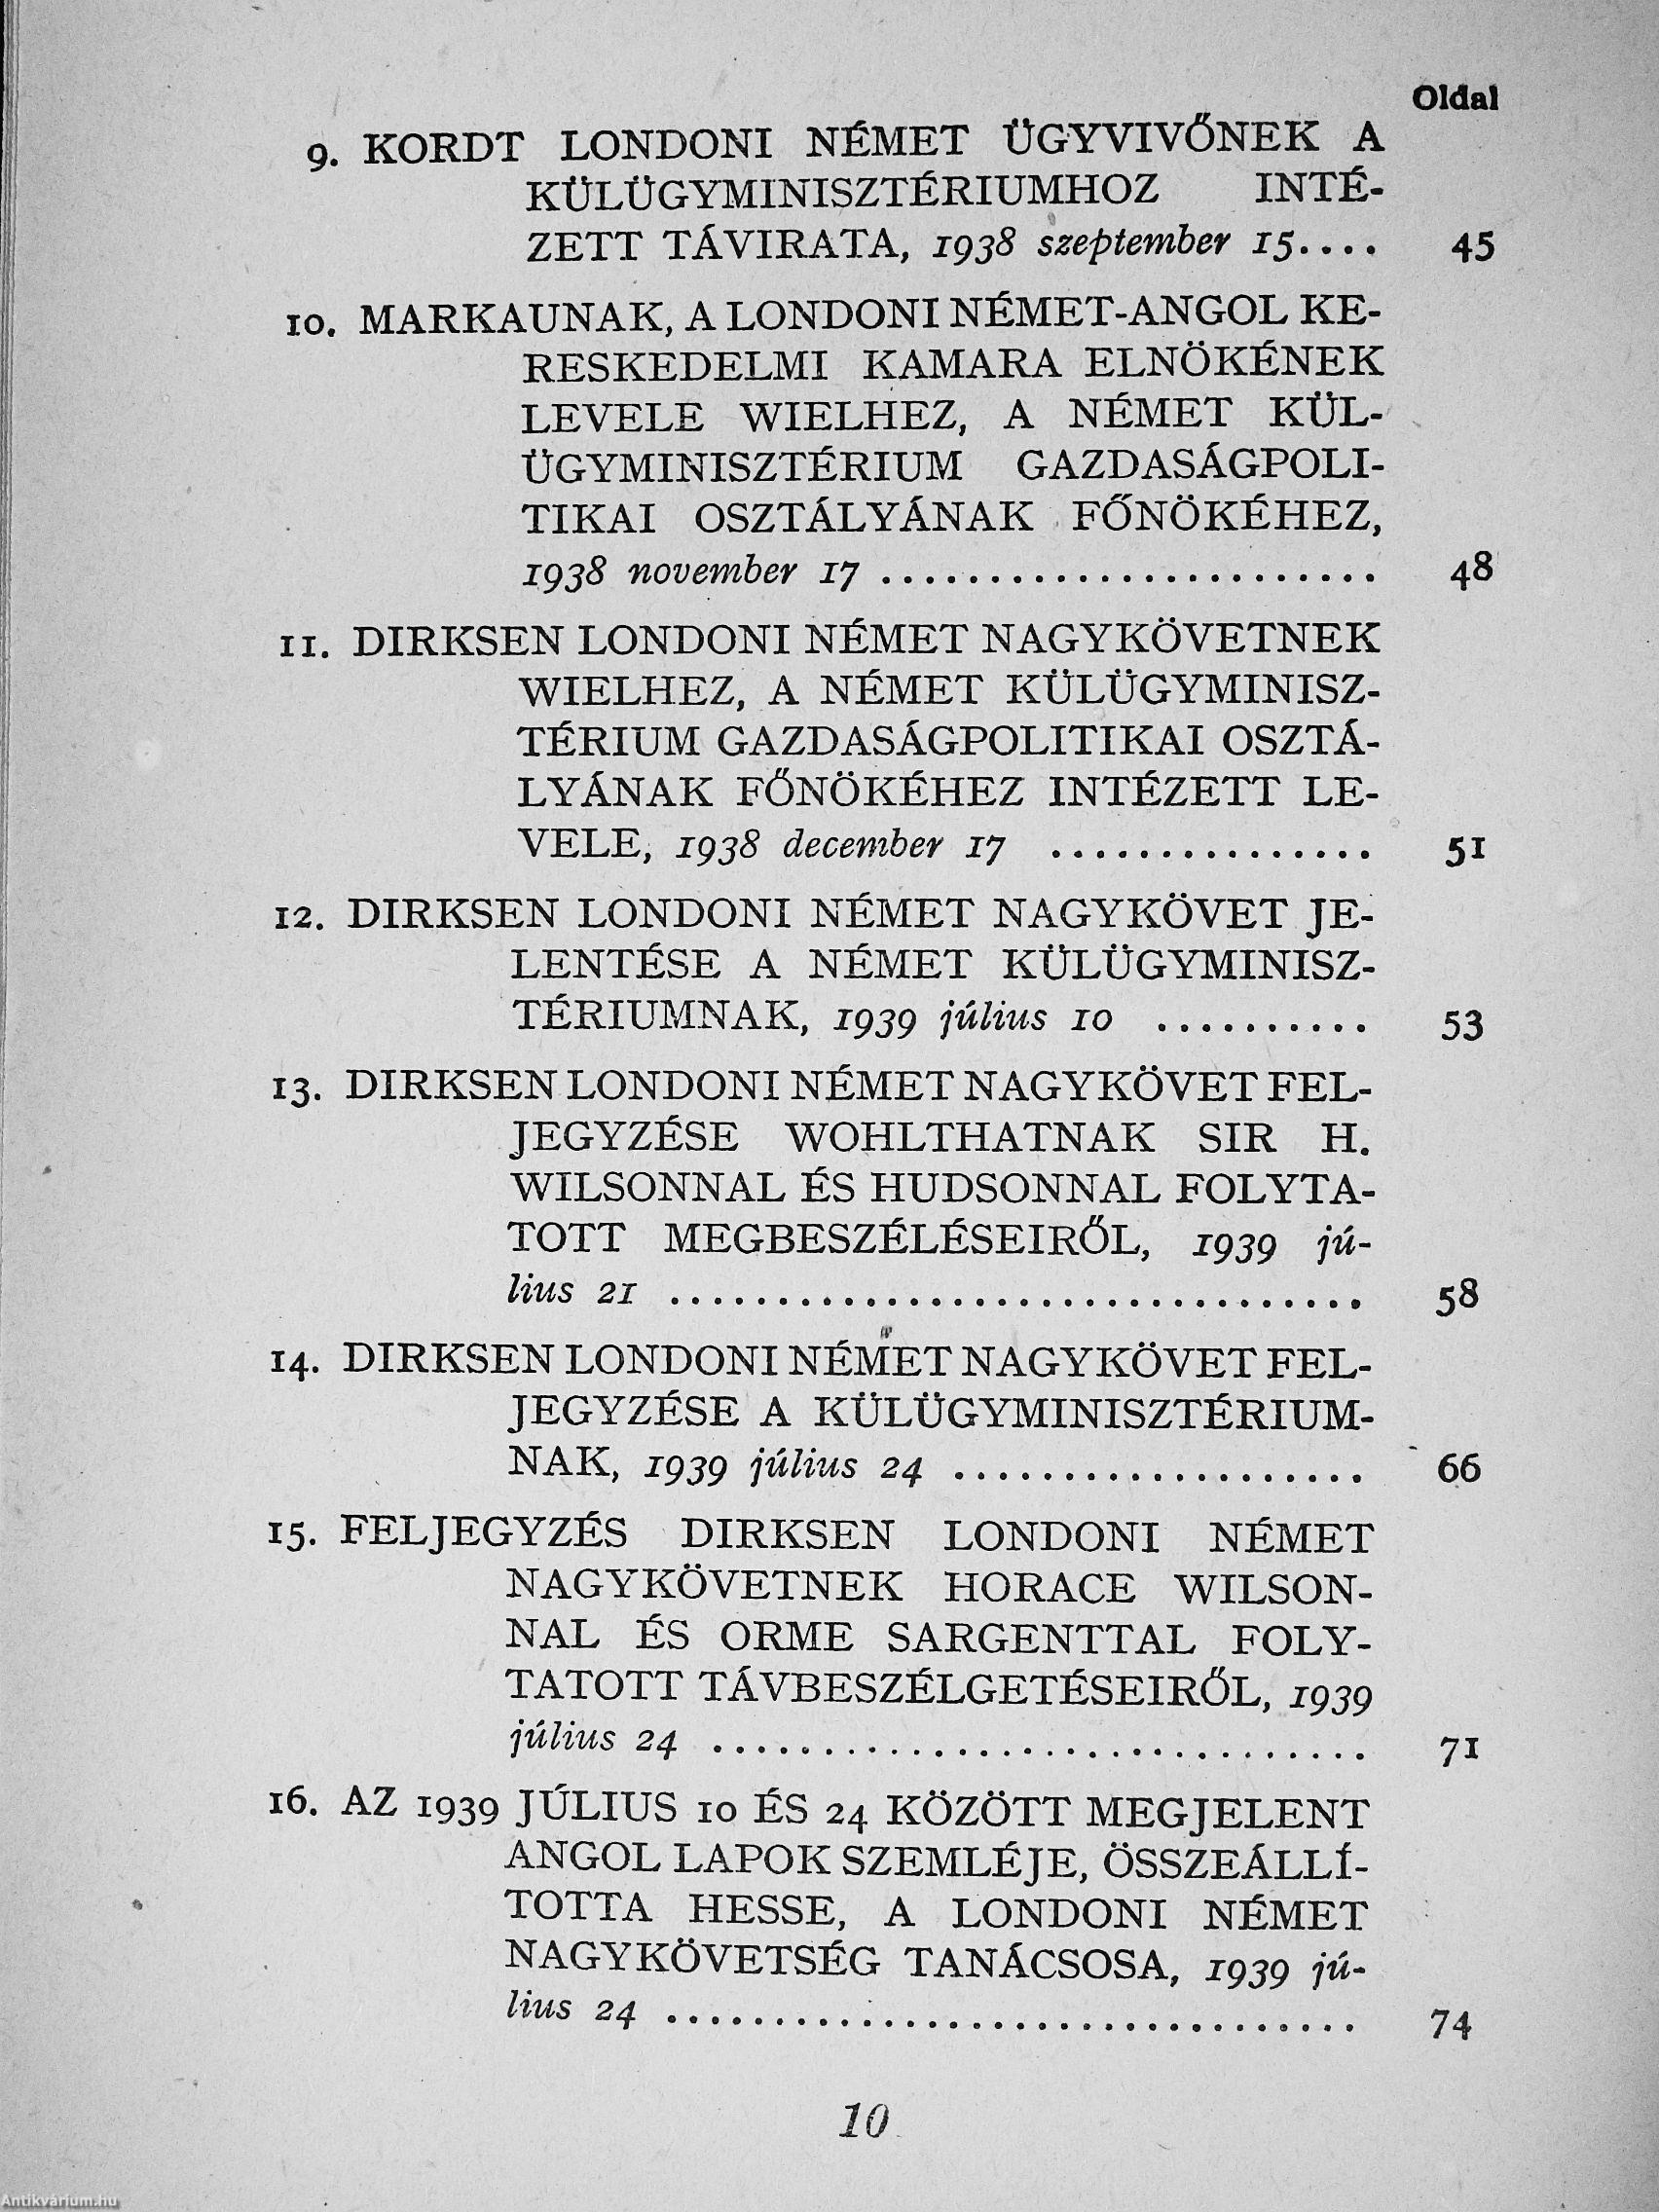 Oldal
9. KORDT LONDONI NÉMET ÜGYVIVŐNEK A
KÜLÜGYMINISZTÉRIUMHOZ INTÉ-
ZETT TÁVIRATA, 1938 szeptember 15.... 45
10. MARKAUNAK, A LONDONI NÉMET-ANGOL KE-
RESKEDELMI KAMARA ELNÖKÉNEK
LEVELE WIELHEZ, A NÉMET KÜL-
ÜGYMINISZTÉRIUM GAZDASÁGPOLI-
TIKAI OSZTÁLYÁNAK FŐNÖKÉHEZ,
1938 november 17 ....................... 48
11. DIRKSEN LONDONI NÉMET NAGYKÖVETNEK
WIELHEZ, A NÉMET KÜLÜGYMINISZ-
TÉRIUM GAZDASÁGPOLITIKAI OSZTÁ-
LYÁNAK FŐNÖKÉHEZ INTÉZETT LE-
VELE, 1938 december 17 ............... 51
12. DIRKSEN LONDONI NÉMET NAGYKÖVET JE-
LENTÉSE A NÉMET KÜLÜGYMINISZ-
TÉRIUMNAK, 1939 július 10 .......... 53
13. DIRKSEN LONDONI NÉMET NAGYKÖVET FEL-
JEGYZÉSE WOHLTHATNAK SIR H.
WILSONNAL ÉS HUDSONNAL FOLYTA-
TOTT MEGBESZÉLÉSEIRŐL, 1939 jú-
lius 21 ................................ 58
14. DIRKSEN LONDONI NÉMET NAGYKÖVET FEL-
JEGYZÉSE A KÜLÜGYMINISZTÉRIUM-
NAK, 1939 július 24 ................... 66
15. FELJEGYZÉS DIRKSEN LONDONI NÉMET
NAGYKÖVETNEK HORACE WILSON-
NAL ÉS ORME SARGENTTAL FOLY-
TATOTT TÁVBESZÉLGETÉSEIRŐL, 1939
július 24 .............................. 71
16. AZ 1939 JÚLIUS 10 ÉS 24 KÖZÖTT MEGJELENT
ANGOL LAPOK SZEMLÉJE, ÖSSZEÁLLÍ-
TOTTA HESSE, A LONDONI NÉMET
NAGYKÖVETSÉG TANÁCSOSA, 1939 jú-
lius 24 ................................ 74
10
Antikvárium.hu